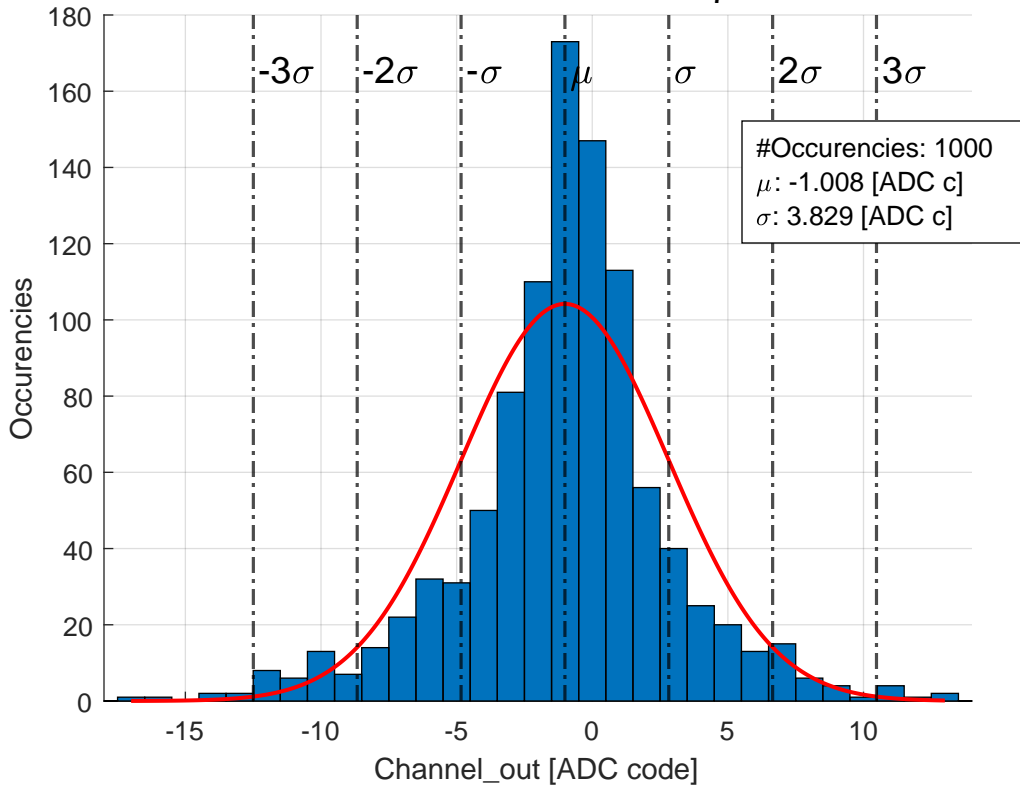 180
160
140
120
100
80
60
40
20
0
-3σ
-2σ
-σ
μ
σ
2σ
3σ
#Occurencies: 1000
μ: -1.008 [ADC c]
σ: 3.829 [ADC c]
Occurencies
-15
-10
-5
0
5
10
Channel_out [ADC code]